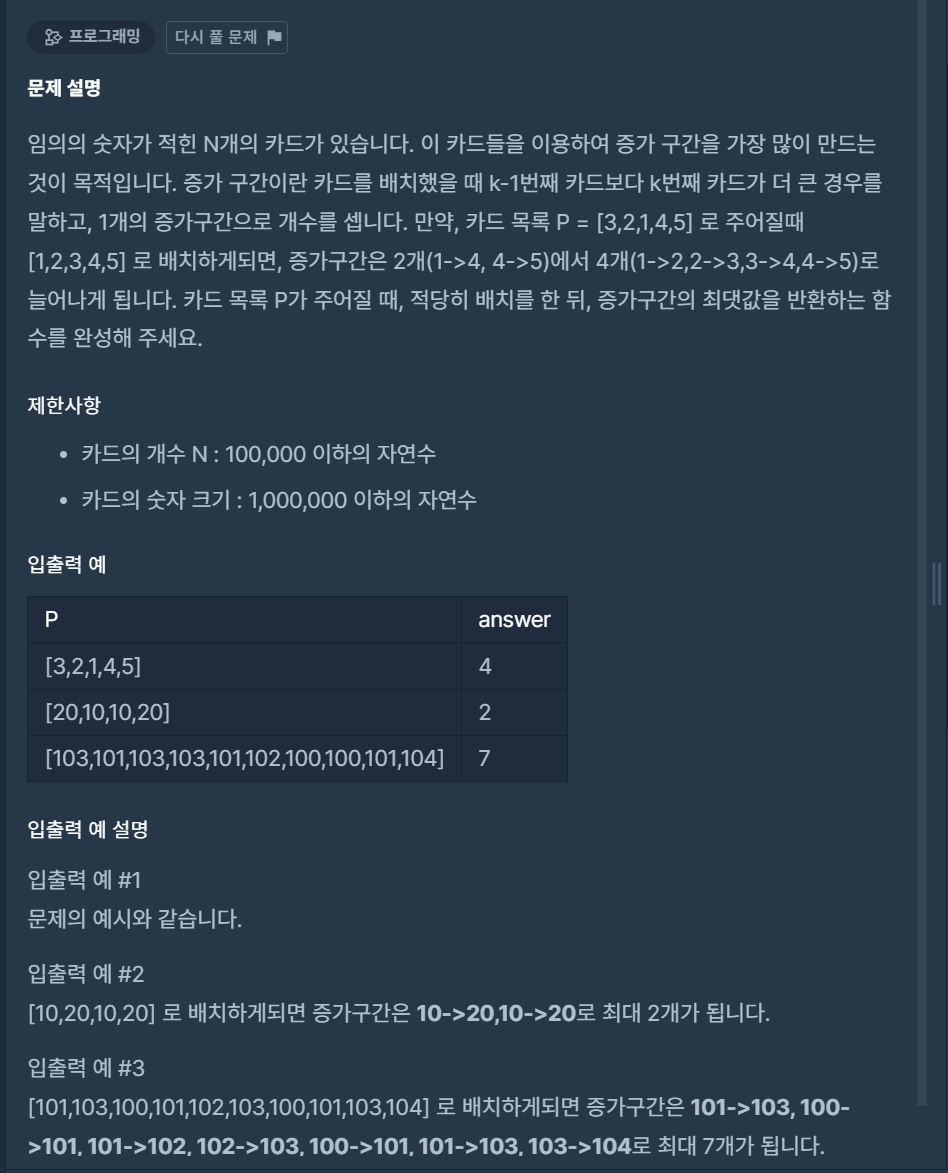 프로그래밍 다시 풀 문제
문제 설명
임의의 숫자가 적힌 N개의 카드가 있습니다. 이 카드들을 이용하여 증가 구간을 가장 많이 만드는
것이 목적입니다. 증가 구간이란 카드를 배치했을 때 k-1번째 카드보다 k번째 카드가 더 큰 경우를
말하고, 1개의 증가구간으로 개수를 셉니다. 만약, 카드 목록 P = [3,2,1,4,5] 로 주어질때
[1,2,3,4,5] 로 배치하게되면, 증가구간은 2개(1->4, 4->5)에서 4개(1->2,2->3,3->4,4->5)로
늘어나게 됩니다. 카드 목록 P가 주어질 때, 적당히 배치를 한 뒤, 증가구간의 최댓값을 반환하는 함
수를 완성해 주세요.
제한사항
• 카드의 개수 N : 100,000 이하의 자연수
• 카드의 숫자 크기 : 1,000,000 이하의 자연수
입출력 예
P answer
[3,2,1,4,5] 4
[20,10,10,20] 2
[103,101,103,103,101,102,100,100,101,104] 7
입출력 예 설명
입출력 예 #1
문제의 예시와 같습니다.
입출력 예 #2
[10,20,10,20] 로 배치하게되면 증가구간은 10->20,10->20로 최대 2개가 됩니다.
입출력 예 #3
[101,103,100,101,102,103,100,101,103,104] 로 배치하게되면 증가구간은 101->103, 100-
>101, 101->102, 102->103, 100->101, 101->103, 103->104로 최대 7개가 됩니다.